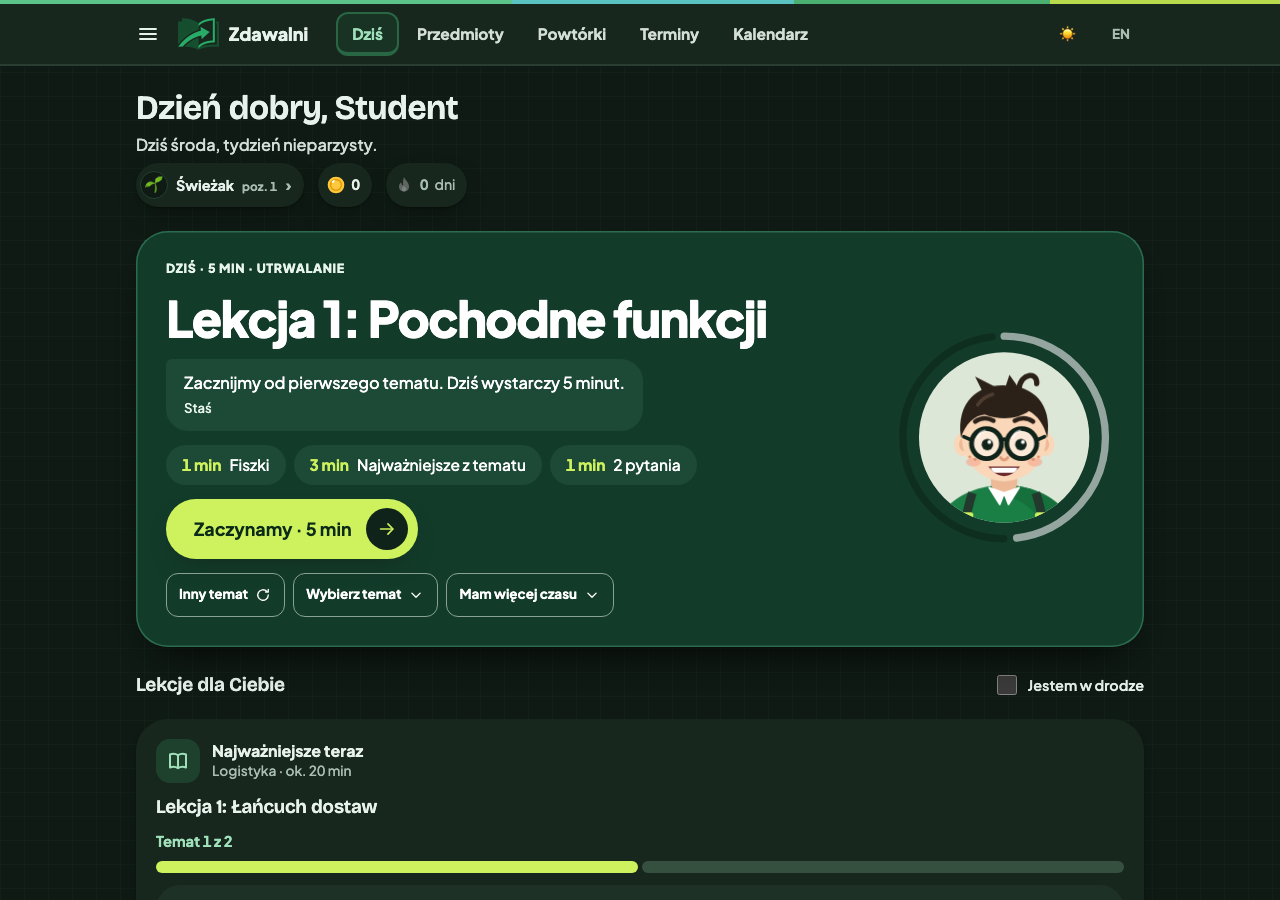 Zdawalni
Dziś
Przedmioty
Powtórki
Terminy
Kalendarz
EN
Dzień dobry, Student
Dziś środa, tydzień nieparzysty.
Świeżak poz. 1 ›
0
0 dni
DZIŚ · 5 MIN · UTRWALANIE
Lekcja 1: Pochodne funkcji
Zacznijmy od pierwszego tematu. Dziś wystarczy 5 minut.
Staś
1 min Fiszki
3 min Najważniejsze z tematu
1 min 2 pytania
Zaczynamy · 5 min
Inny temat
Wybierz temat
Mam więcej czasu
Lekcje dla Ciebie
Jestem w drodze
Najważniejsze teraz
Logistyka · ok. 20 min
Lekcja 1: Łańcuch dostaw
Temat 1 z 2